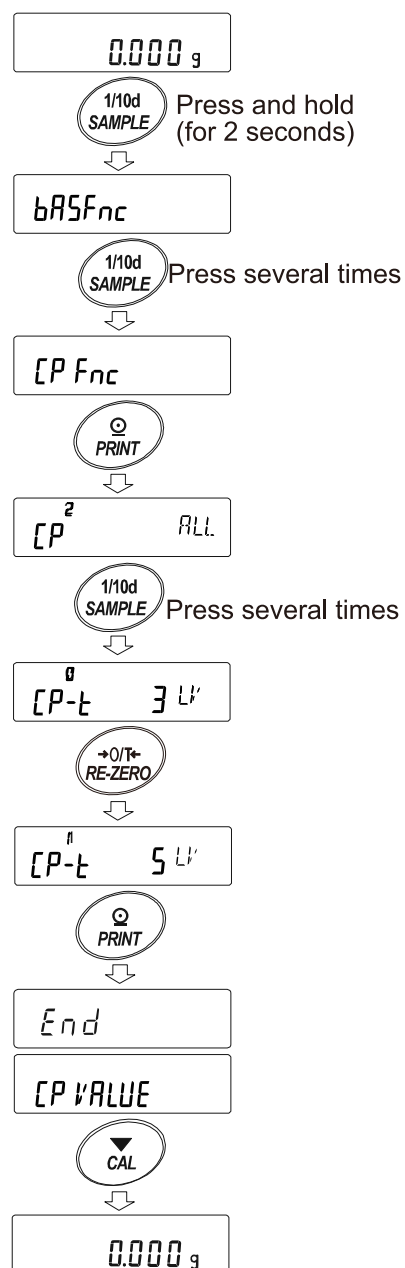 0.000 g
1/10d
SAMPLE
Press and hold
(for 2 seconds)
bASFnc
1/10d
SAMPLE
Press several times
CP Fnc
PRINT
2
CP ALL
1/10d
SAMPLE
Press several times
0
CP-t 3 LV
→0/T←
RE-ZERO
1
CP-t 5 LV
PRINT
End
CP VALUE
CAL
0.000 g